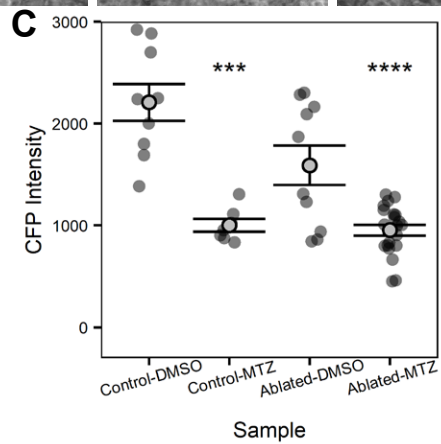 C
3000
2000
1000
0
CFP Intensity
***
****
Control-DMSO
Control-MTZ
Ablated-DMSO
Ablated-MTZ
Sample